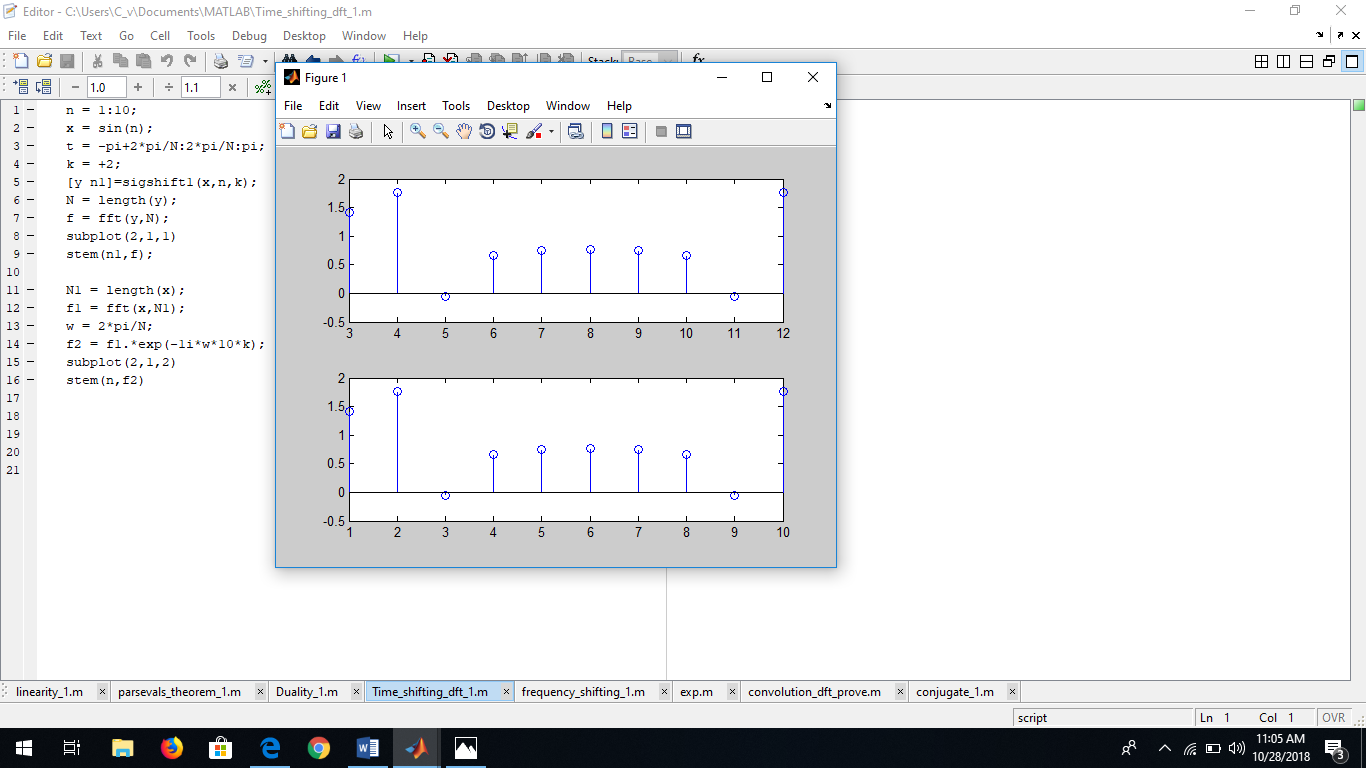 Editor - C:\Users\C_v\Documents\MATLAB\Time_shifting_dft_1.m
File Edit Text Go Cell Tools Debug Desktop Window Help
Stack: Base fx
− 1.0 + ÷ 1.1 ×
1 − n = 1:10;
2 − x = sin(n);
3 − t = -pi+2*pi/N:2*pi/N:pi;
4 − k = +2;
5 − [y n1]=sigshift1(x,n,k);
6 − N = length(y);
7 − f = fft(y,N);
8 − subplot(2,1,1)
9 − stem(n1,f);
10
11 − N1 = length(x);
12 − f1 = fft(x,N1);
13 − w = 2*pi/N;
14 − f2 = f1.*exp(-1i*w*10*k);
15 − subplot(2,1,2)
16 − stem(n,f2)
17
18
19
20
21
Figure 1
File Edit View Insert Tools Desktop Window Help
2
1.5
1
0.5
0
-0.5
3 4 5 6 7 8 9 10 11 12
2
1.5
1
0.5
0
-0.5
1 2 3 4 5 6 7 8 9 10
linearity_1.m × parsevals_theorem_1.m × Duality_1.m × Time_shifting_dft_1.m × frequency_shifting_1.m × exp.m × convolution_dft_prove.m × conjugate_1.m ×
script Ln 1 Col 1 OVR
11:05 AM
10/28/2018
3